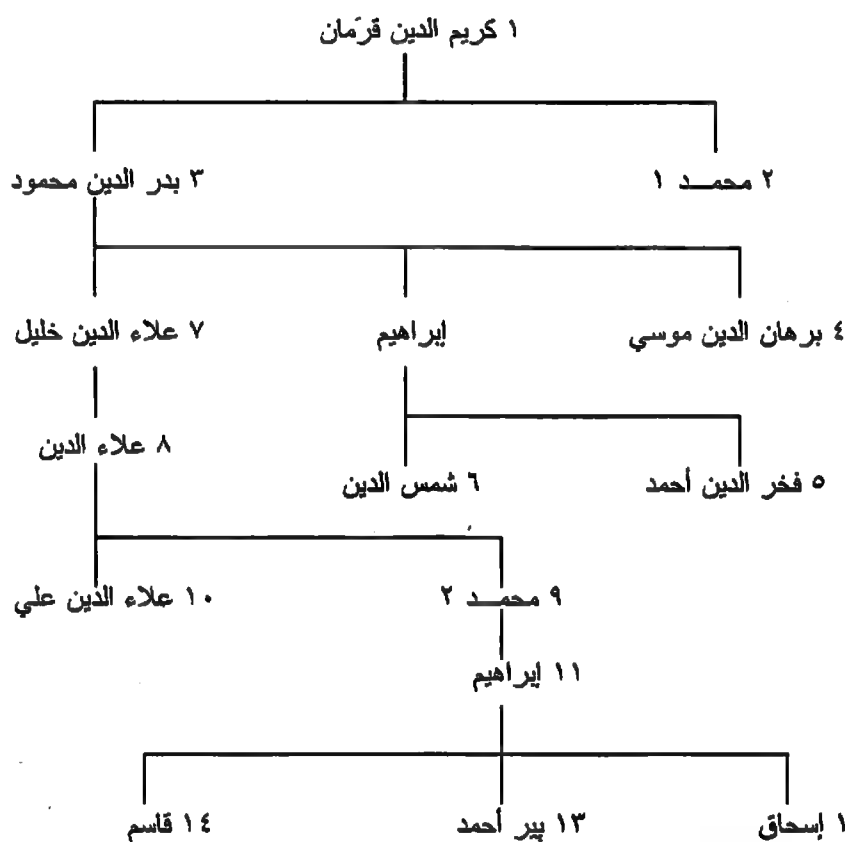 ١ كريم الدين قرمان
٢ محمـــد ١
٣ بدر الدين محمود
٤ برهان الدين موسي
إبراهيم
٧ علاء الدين خليل
٨ علاء الدين
٥ فخر الدين أحمد
٦ شمس الدين
٩ محمـــد ٢
١٠ علاء الدين علي
١١ إبراهيم
١ إسحاق
١٣ بير أحمد
١٤ قاسم